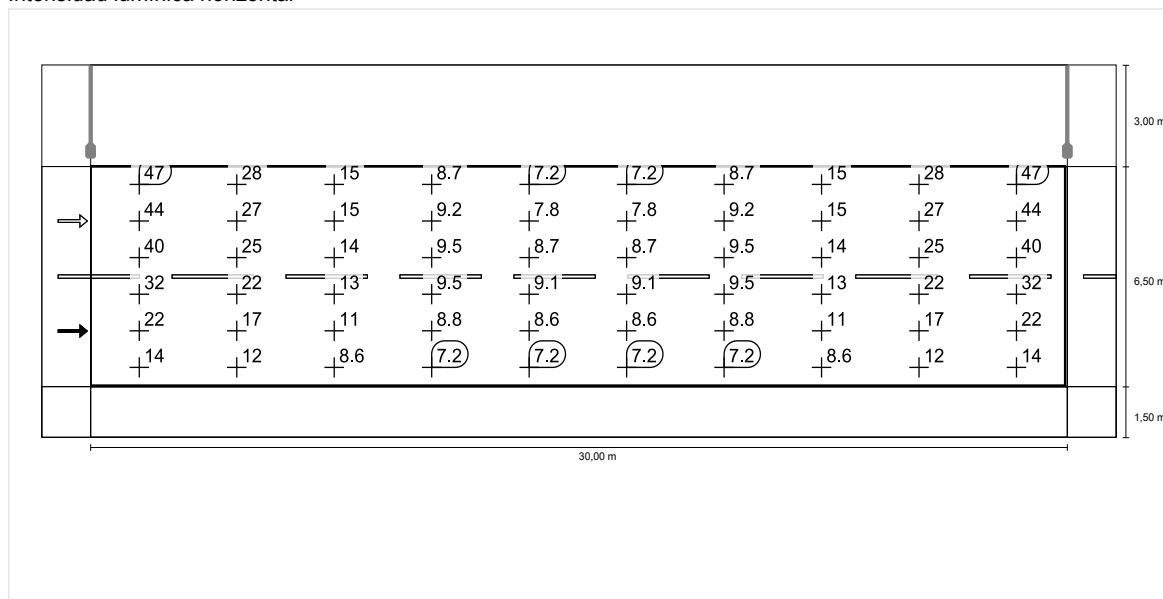 3,00 m
47 28 15 8.7 7.2 7.2 8.7 15 28 47
44 27 15 9.2 7.8 7.8 9.2 15 27 44
40 25 14 9.5 8.7 8.7 9.5 14 25 40
32 22 13 9.5 9.1 9.1 9.5 13 22 32
6,50 m
22 17 11 8.8 8.6 8.6 8.8 11 17 22
14 12 8.6 7.2 7.2 7.2 7.2 8.6 12 14
1,50 m
30,00 m